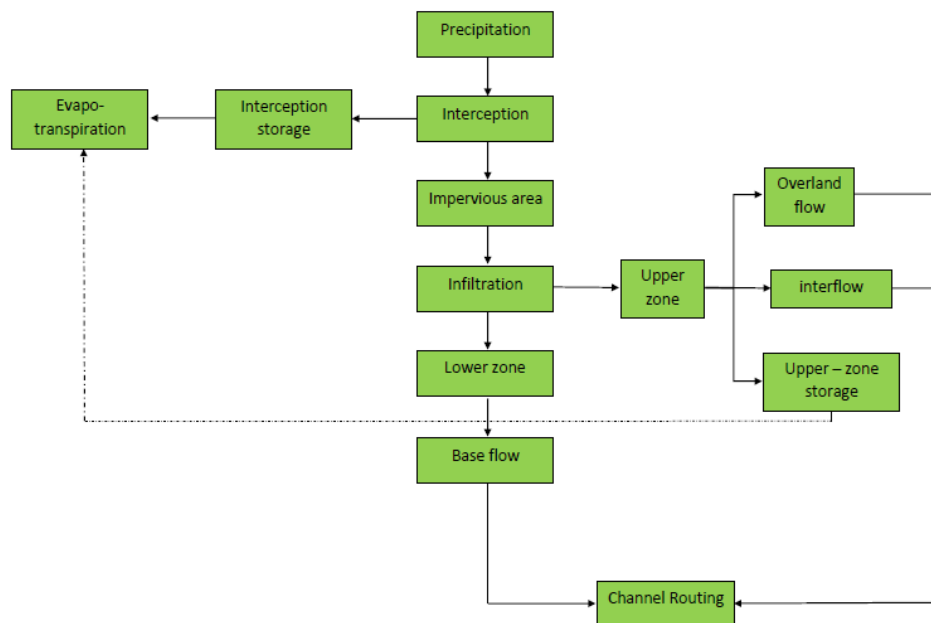 Precipitation
Evapo-
transpiration
Interception
storage
Interception
Impervious area
Overland
flow
Infiltration
Upper
zone
interflow
Lower zone
Upper – zone
storage
Base flow
Channel Routing